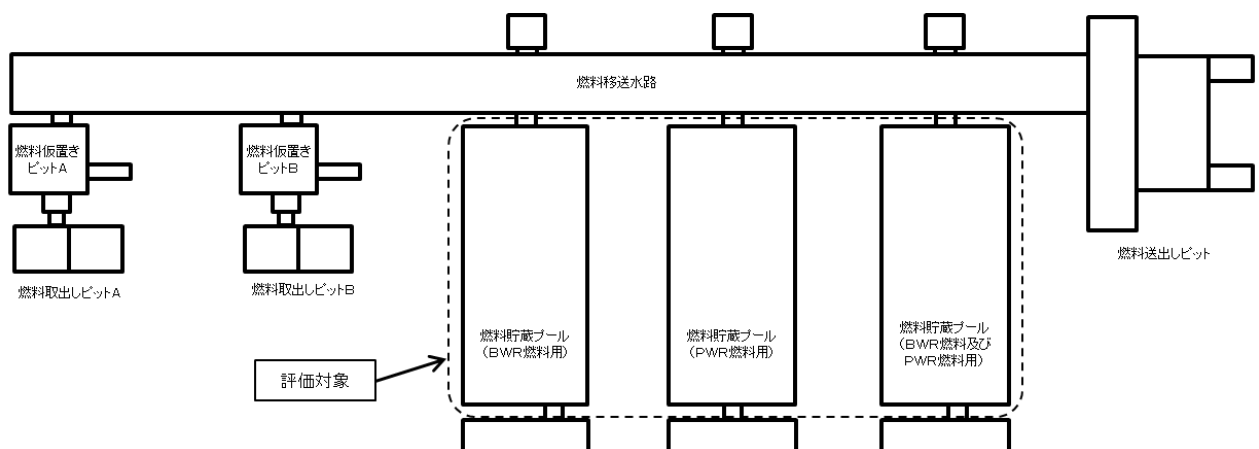 燃料移送水路
燃料仮置き
ピットA
燃料仮置き
ピットB
燃料取出しピットA
燃料取出しピットB
燃料送出しピット
燃料貯蔵プール
(BWR燃料用)
燃料貯蔵プール
(PWR燃料用)
燃料貯蔵プール
(BWR燃料及び
PWR燃料用)
評価対象